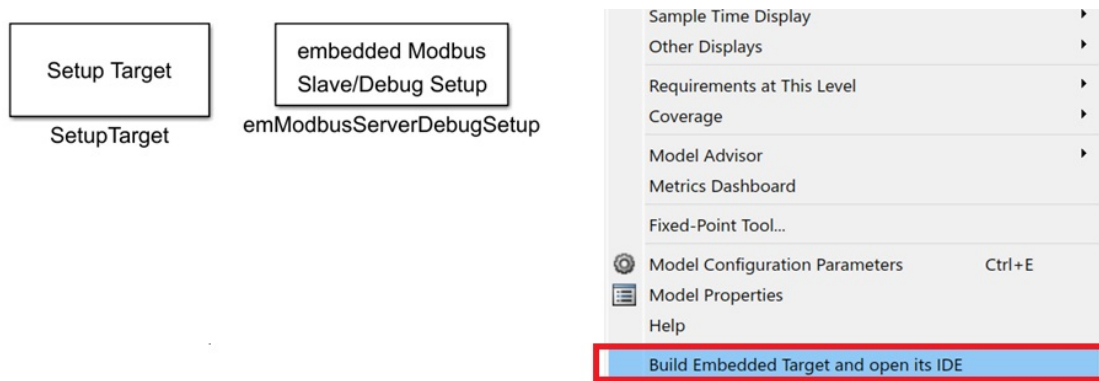 Setup Target
SetupTarget
embedded Modbus
Slave/Debug Setup
emModbusServerDebugSetup
Sample Time Display
Other Displays
Requirements at This Level
Coverage
Model Advisor
Metrics Dashboard
Fixed-Point Tool...
Model Configuration Parameters Ctrl+E
Model Properties
Help
Build Embedded Target and open its IDE